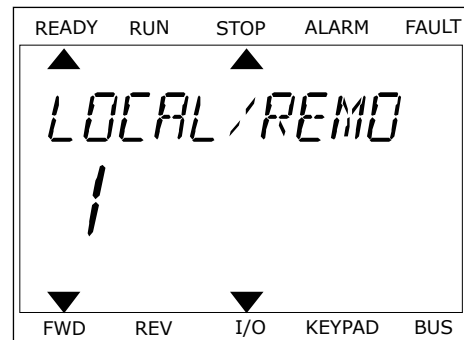 READY RUN STOP ALARM FAULT
LOCAL/REMO
1
FWD REV I/O KEYPAD BUS